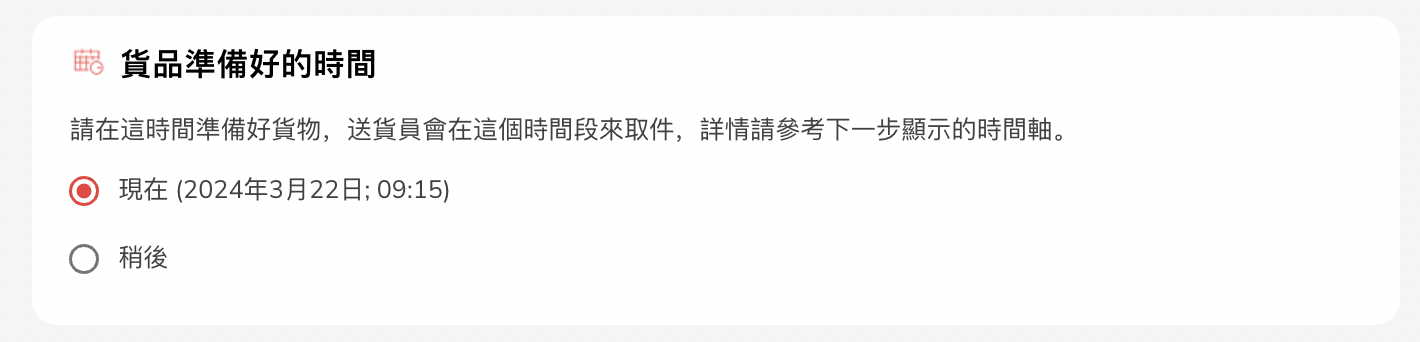 貨品準備好的時間
請在這時間準備好貨物，送貨員會在這個時間段來取件，詳情請參考下一步顯示的時間軸。
現在 (2024年3月22日; 09:15)
稍後